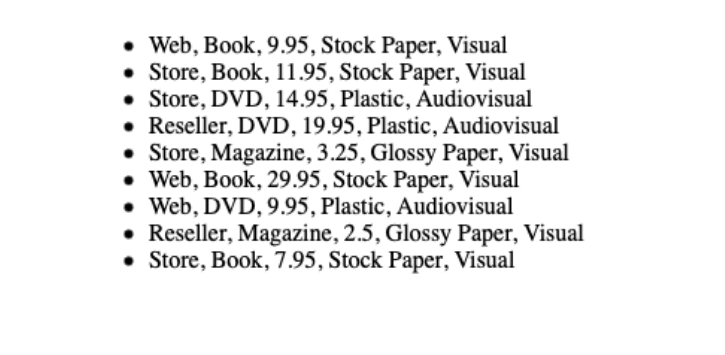 • Web, Book, 9.95, Stock Paper, Visual
• Store, Book, 11.95, Stock Paper, Visual
• Store, DVD, 14.95, Plastic, Audiovisual
• Reseller, DVD, 19.95, Plastic, Audiovisual
• Store, Magazine, 3.25, Glossy Paper, Visual
• Web, Book, 29.95, Stock Paper, Visual
• Web, DVD, 9.95, Plastic, Audiovisual
• Reseller, Magazine, 2.5, Glossy Paper, Visual
• Store, Book, 7.95, Stock Paper, Visual